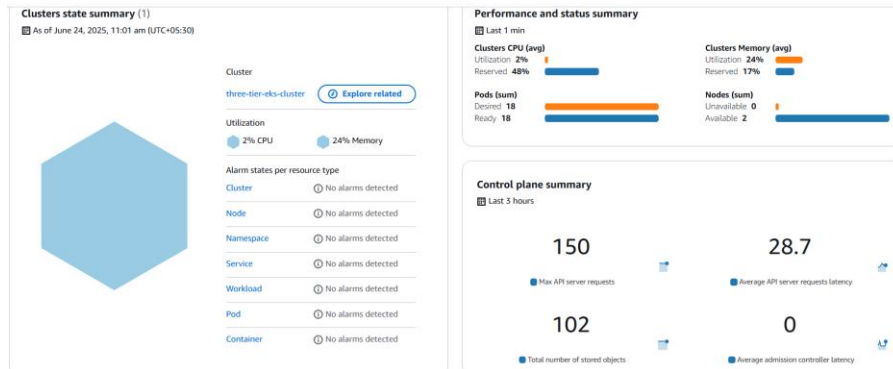 Clusters state summary (1)
As of June 24, 2025, 11:01 am (UTC+05:30)
Cluster
three-tier-eks-cluster
Explore related
Utilization
2% CPU
24% Memory
Alarm states per resource type
Cluster No alarms detected
Node No alarms detected
Namespace No alarms detected
Service No alarms detected
Workload No alarms detected
Pod No alarms detected
Container No alarms detected
Performance and status summary
Last 1 min
Clusters CPU (avg)
Utilization 2%
Reserved 48%
Clusters Memory (avg)
Utilization 24%
Reserved 17%
Pods (sum)
Desired 18
Ready 18
Nodes (sum)
Unavailable 0
Available 2
Control plane summary
Last 3 hours
150
Max API server requests
28.7
Average API server requests latency
102
Total number of stored objects
0
Average admission controller latency